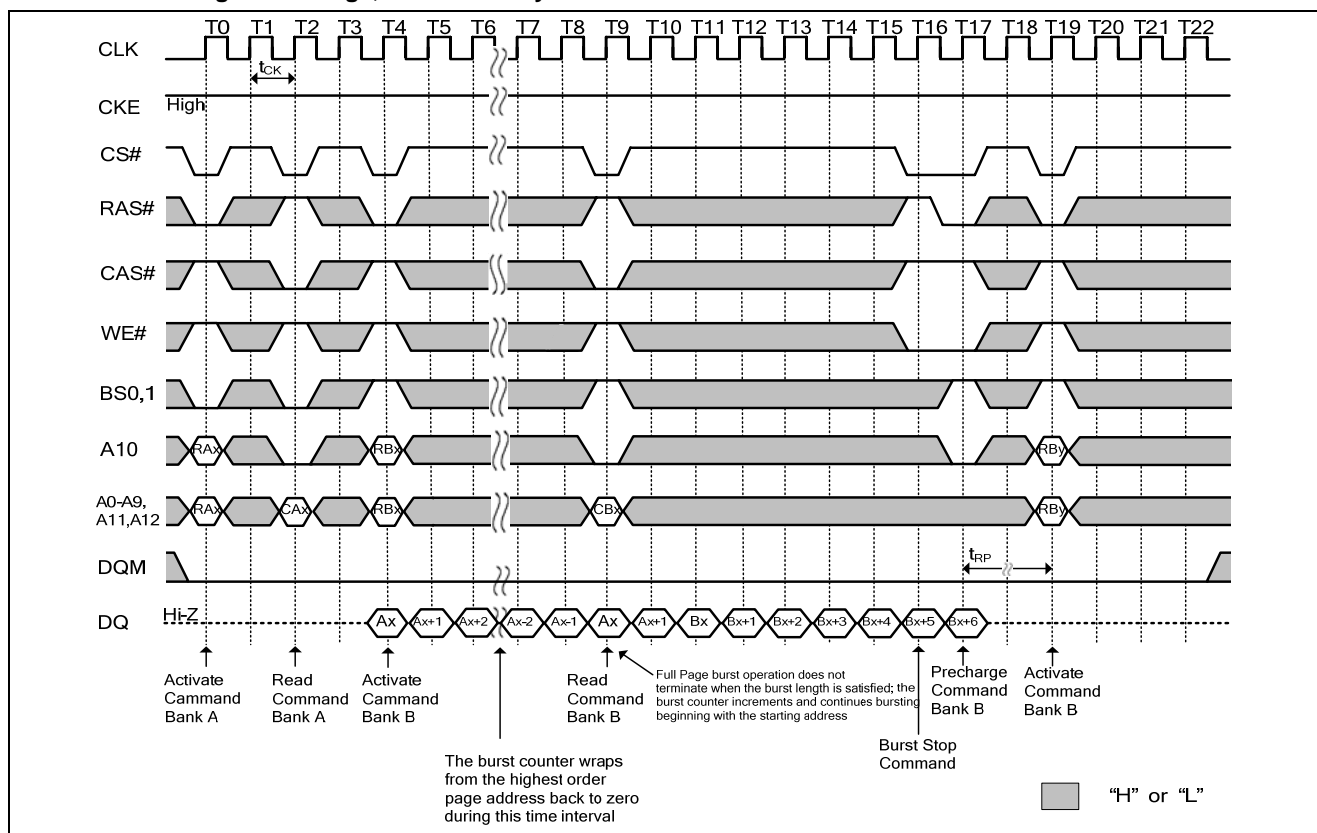 T0 T1 T2 T3 T4 T5 T6 T7 T8 T9 T10 T11 T12 T13 T14 T15 T16 T17 T18 T19 T20 T21 T22
CLK
tCK
CKE High
CS#
RAS#
CAS#
WE#
BS0,1
A10 RAx RBx RBy
A0-A9,
A11,A12 RAx CAx RBx CBx RBy
DQM tRP
DQ Hi-Z Ax Ax+1 Ax+2 Ax-2 Ax-1 Ax Ax+1 Bx Bx+1 Bx+2 Bx+3 Bx+4 Bx+5 Bx+6
Activate
Cammand
Bank A
Read
Cammand
Bank A
Activate
Cammand
Bank B
The burst counter wraps
from the highest order
page address back to zero
during this time interval
Read
Command
Bank B
Full Page burst operation does not
terminate when the burst length is satisfied; the
burst counter increments and continues bursting
beginning with the starting address
Burst Stop
Command
Precharge
Command
Bank B
Activate
Command
Bank B
“H” or “L”